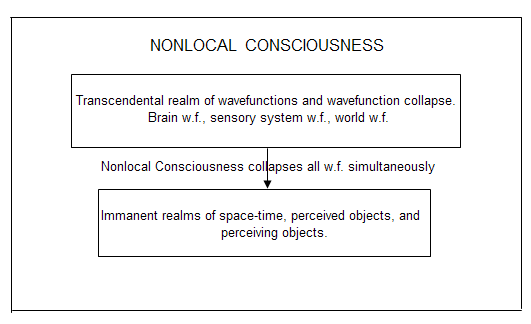 NONLOCAL CONSCIOUSNESS
Transcendental realm of wavefunctions and wavefunction collapse.
Brain w.f., sensory system w.f., world w.f.
Nonlocal Consciousness collapses all w.f. simultaneously
Immanent realms of space-time, perceived objects, and
perceiving objects.